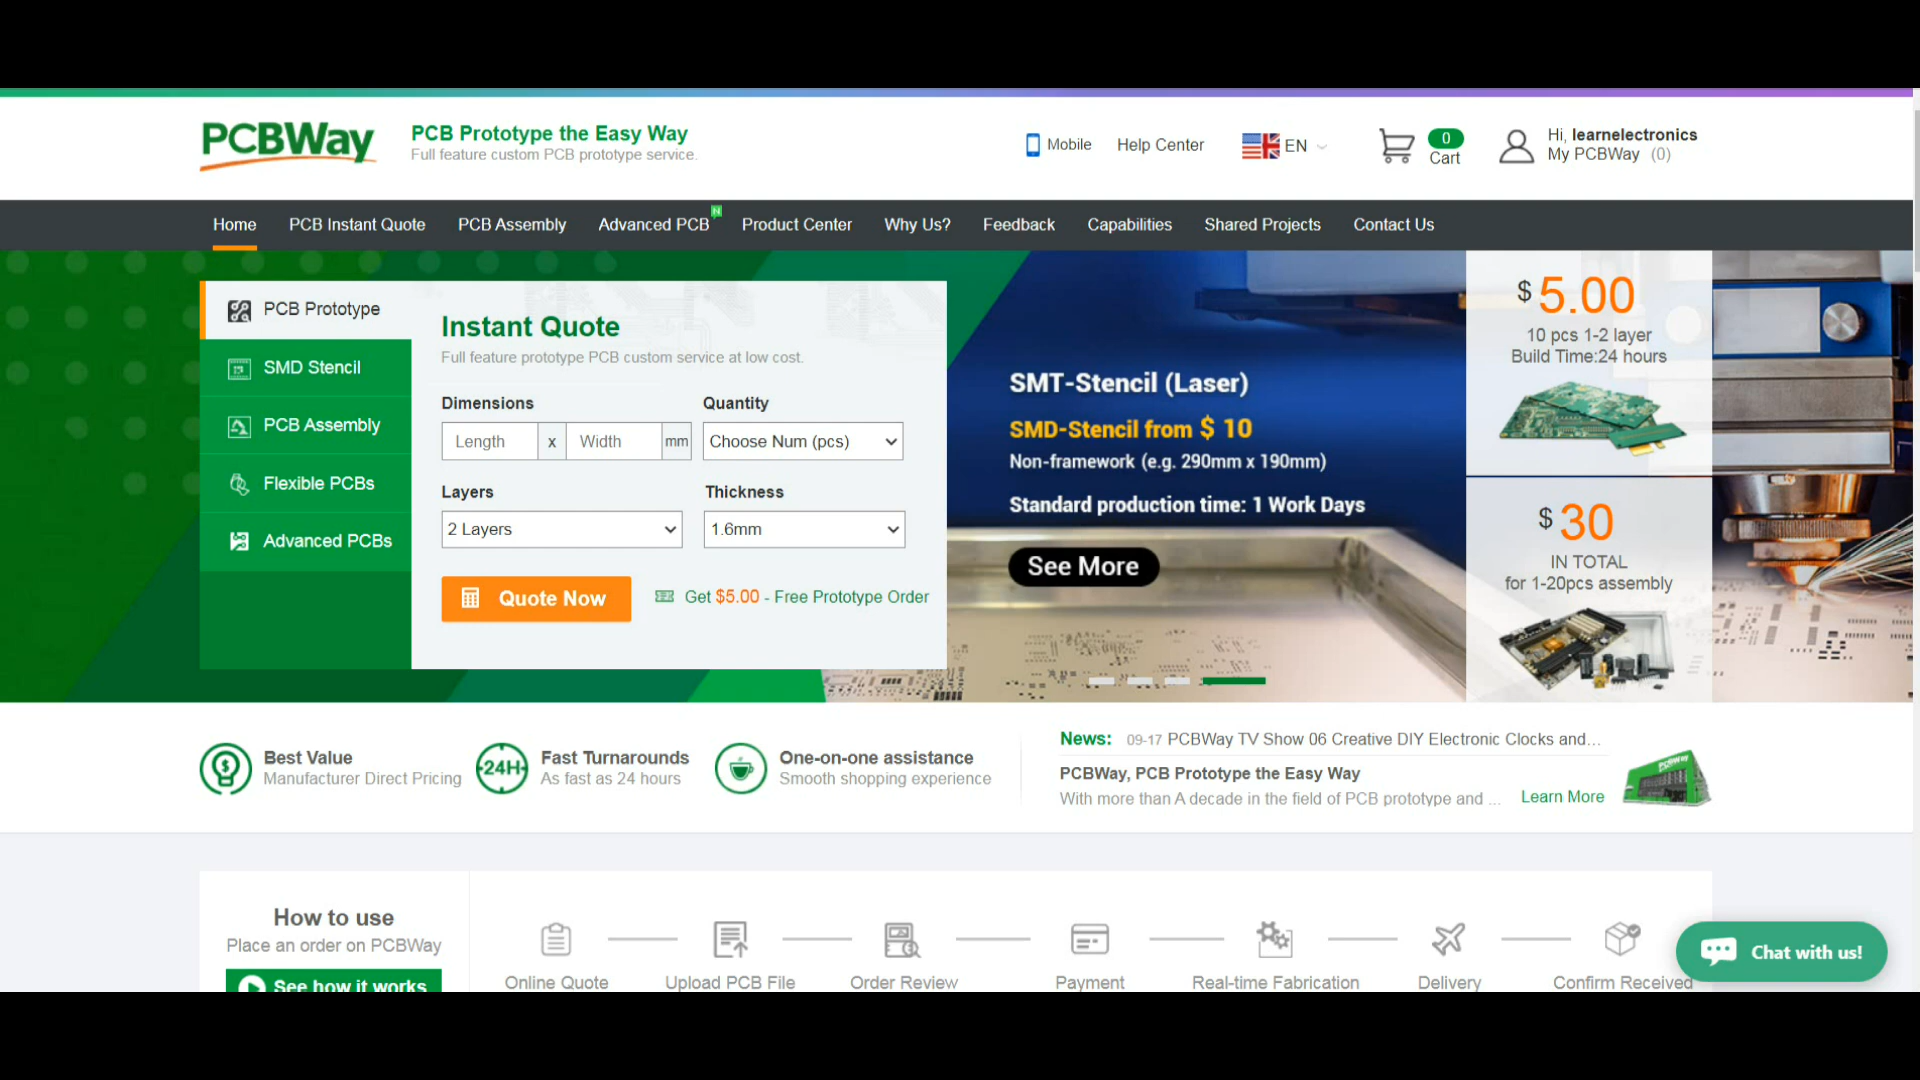 PCBWay
PCB Prototype the Easy Way
Full feature custom PCB prototype service.
Mobile
Help Center
EN
0
Cart
Hi, learnelectronics
My PCBWay (0)
Home
PCB Instant Quote
PCB Assembly
Advanced PCB
N
Product Center
Why Us?
Feedback
Capabilities
Shared Projects
Contact Us
PCB Prototype
SMD Stencil
PCB Assembly
Flexible PCBs
Advanced PCBs
Instant Quote
Full feature prototype PCB custom service at low cost.
Dimensions
Quantity
Length x Width mm
Choose Num (pcs)
Layers
Thickness
2 Layers
1.6mm
Quote Now
Get $5.00 - Free Prototype Order
SMT-Stencil (Laser)
SMD-Stencil from $ 10
Non-framework (e.g. 290mm x 190mm)
Standard production time: 1 Work Days
See More
$ 5.00
10 pcs 1-2 layer
Build Time:24 hours
$ 30
IN TOTAL
for 1-20pcs assembly
Best Value
Manufacturer Direct Pricing
24H
Fast Turnarounds
As fast as 24 hours
One-on-one assistance
Smooth shopping experience
News: 09-17 PCBWay TV Show 06 Creative DIY Electronic Clocks and...
PCBWay, PCB Prototype the Easy Way
With more than A decade in the field of PCB prototype and ...
Learn More
PCBWay
How to use
Place an order on PCBWay
See how it works
Online Quote
Upload PCB File
Order Review
Payment
Real-time Fabrication
Delivery
Confirm Received
Chat with us!